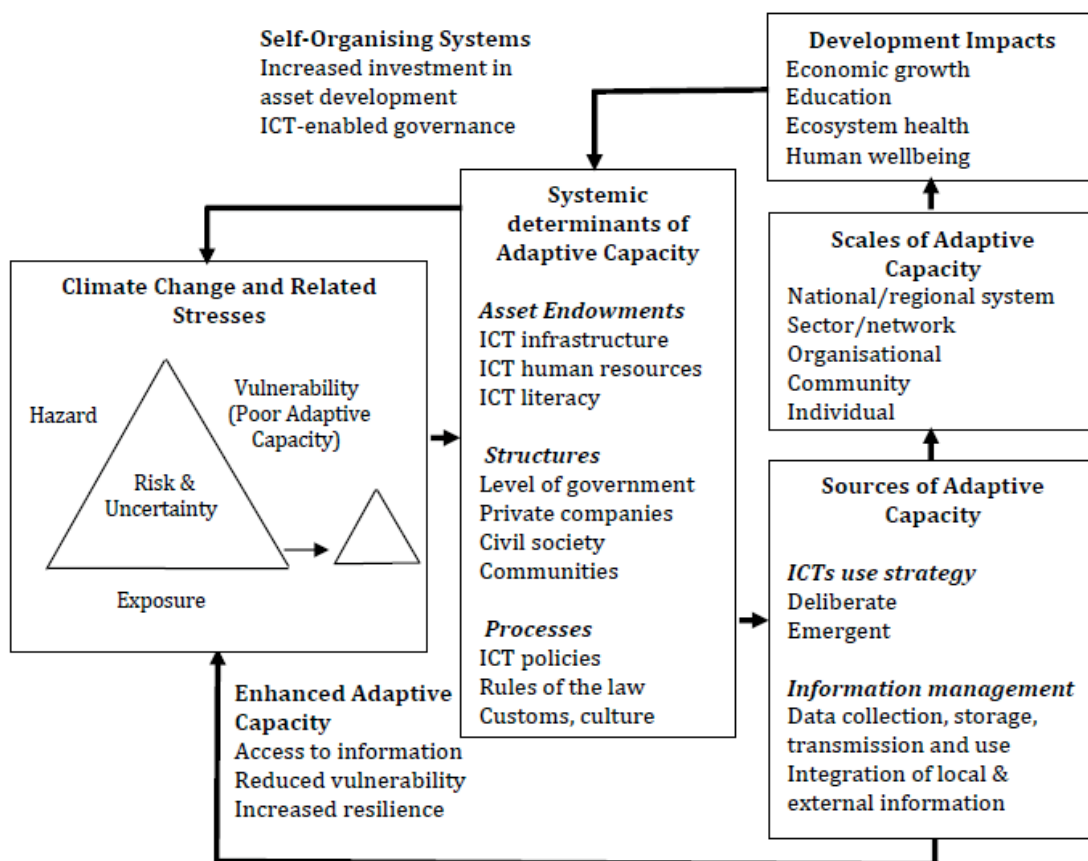 Self-Organising Systems
Increased investment in
asset development
ICT-enabled governance
Development Impacts
Economic growth
Education
Ecosystem health
Human wellbeing
Climate Change and Related
Stresses
Hazard
Vulnerability
(Poor Adaptive
Capacity)
Risk &
Uncertainty
Exposure
Systemic
determinants of
Adaptive Capacity
Asset Endowments
ICT infrastructure
ICT human resources
ICT literacy
Structures
Level of government
Private companies
Civil society
Communities
Processes
ICT policies
Rules of the law
Customs, culture
Scales of Adaptive
Capacity
National/regional system
Sector/network
Organisational
Community
Individual
Sources of Adaptive
Capacity
ICTs use strategy
Deliberate
Emergent
Information management
Data collection, storage,
transmission and use
Integration of local &
external information
Enhanced Adaptive
Capacity
Access to information
Reduced vulnerability
Increased resilience